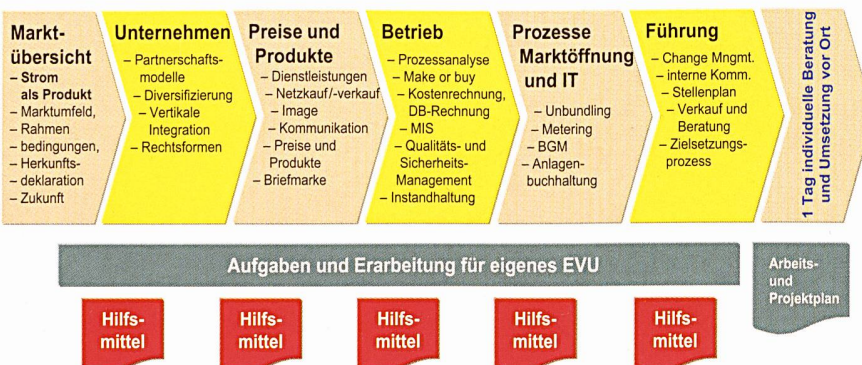 Markt-
übersicht
– Strom
als Produkt
– Marktumfeld,
– Rahmen
bedingungen,
– Herkunfts-
deklaration
– Zukunft
Unternehmen
– Partnerschafts-
modelle
– Diversifizierung
– Vertikale
Integration
– Rechtsformen
Preise und
Produkte
– Dienstleistungen
– Netzkauf/-verkauf
– Image
– Kommunikation
– Preise und
Produkte
– Briefmarke
Betrieb
– Prozessanalyse
– Make or buy
– Kostenrechnung,
DB-Rechnung
– MIS
– Qualitäts- und
Sicherheits-
Management
– Instandhaltung
Prozesse
Marktöffnung
und IT
– Unbundling
– Metering
– BGM
– Anlagen-
buchhaltung
Führung
– Change Mngmt.
– interne Komm.
– Stellenplan
– Verkauf und
Beratung
– Zielsetzungs-
prozess
1 Tag individuelle Beratung
und Umsetzung vor Ort
Aufgaben und Erarbeitung für eigenes EVU
Arbeits-
und
Projektplan
Hilfs-
mittel
Hilfs-
mittel
Hilfs-
mittel
Hilfs-
mittel
Hilfs-
mittel